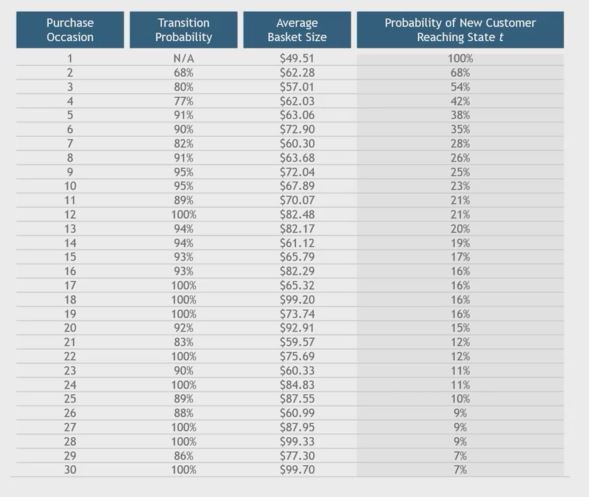 Purchase Occasion Transition Probability Average Basket Size Probability of New Customer Reaching State t
1 N/A $49.51 100%
2 68% $62.28 68%
3 80% $57.01 54%
4 77% $62.03 42%
5 91% $63.06 38%
6 90% $72.90 35%
7 82% $60.30 28%
8 91% $63.68 26%
9 95% $72.04 25%
10 95% $67.89 23%
11 89% $70.07 21%
12 100% $82.48 21%
13 94% $82.17 20%
14 94% $61.12 19%
15 93% $65.79 17%
16 93% $82.29 16%
17 100% $65.32 16%
18 100% $99.20 16%
19 100% $73.74 16%
20 92% $92.91 15%
21 83% $59.57 12%
22 100% $75.69 12%
23 90% $60.33 11%
24 100% $84.83 11%
25 89% $87.55 10%
26 88% $60.99 9%
27 100% $87.95 9%
28 100% $99.33 9%
29 86% $77.30 7%
30 100% $99.70 7%